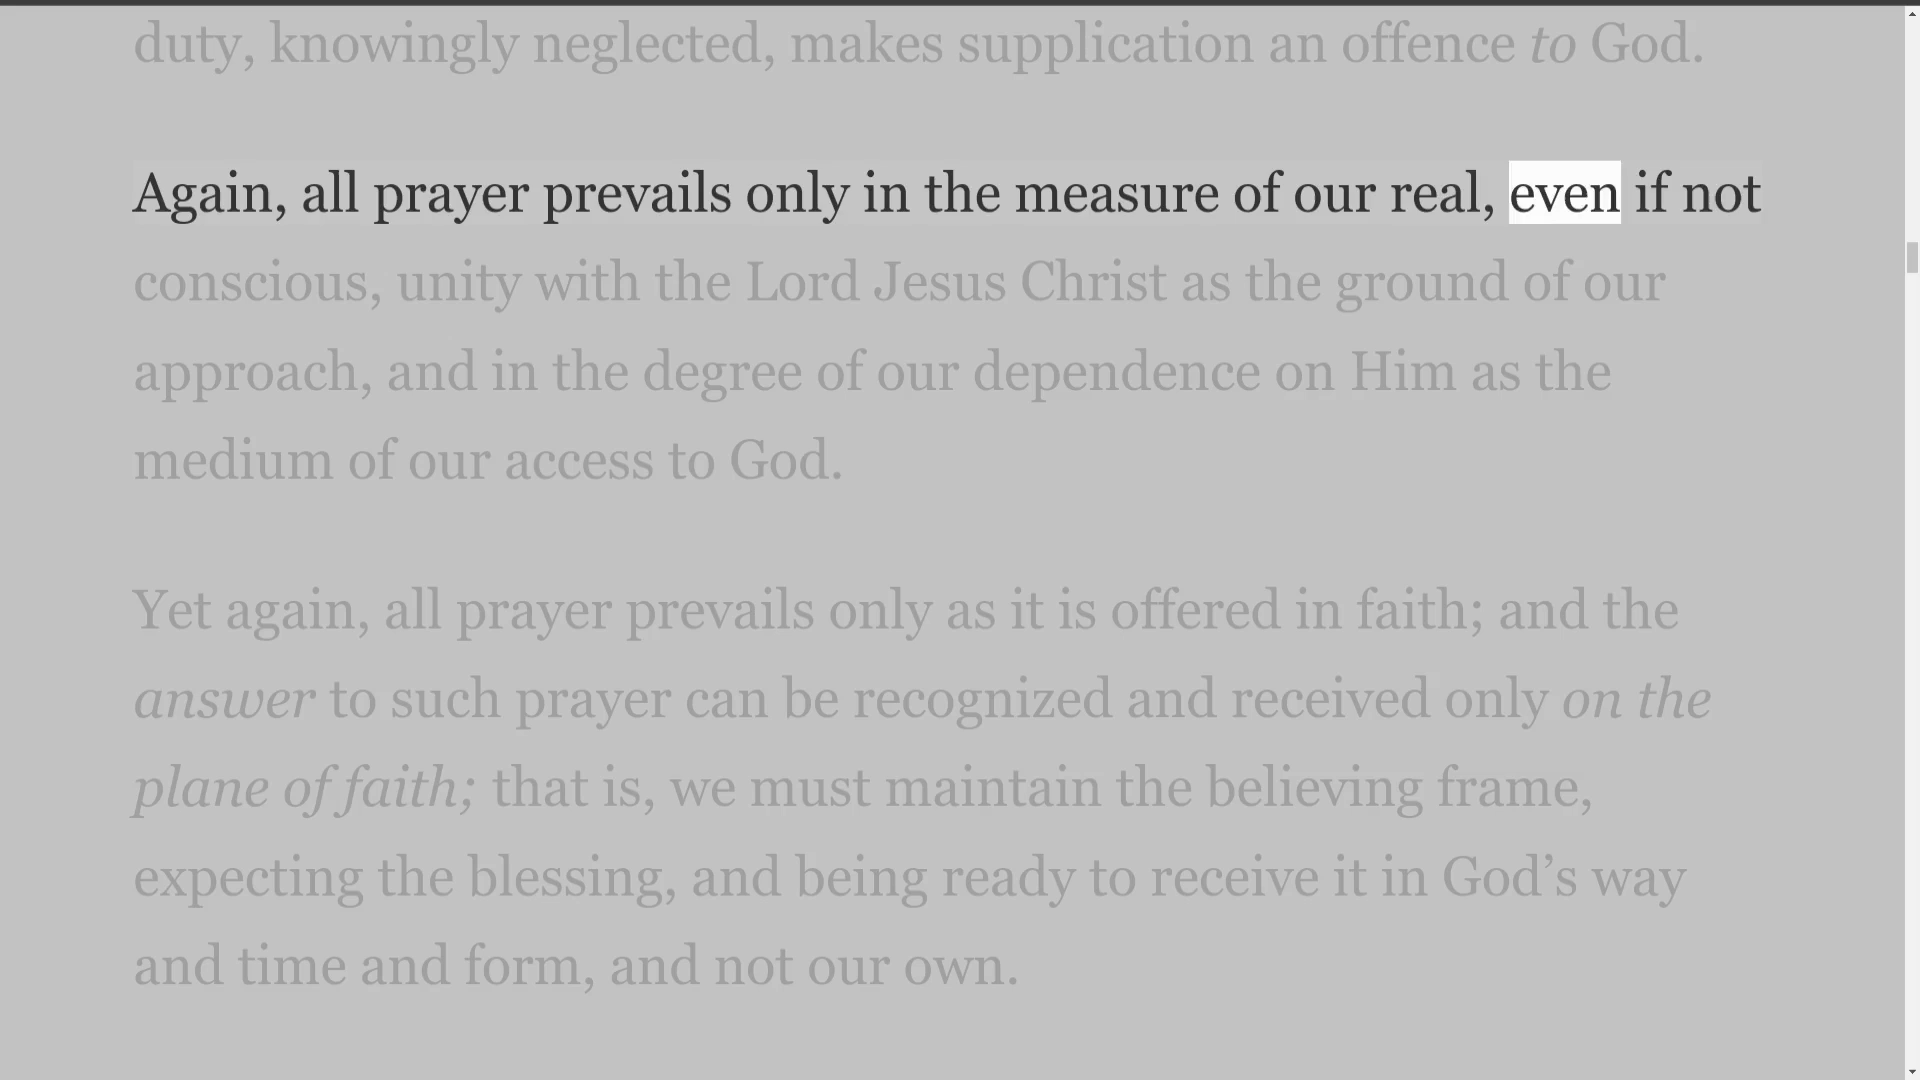 duty, knowingly neglected, makes supplication an offence to God.
Again, all prayer prevails only in the measure of our real, even if not
conscious, unity with the Lord Jesus Christ as the ground of our
approach, and in the degree of our dependence on Him as the
medium of our access to God.
Yet again, all prayer prevails only as it is offered in faith; and the
answer to such prayer can be recognized and received only on the
plane of faith; that is, we must maintain the believing frame,
expecting the blessing, and being ready to receive it in God’s way
and time and form, and not our own.